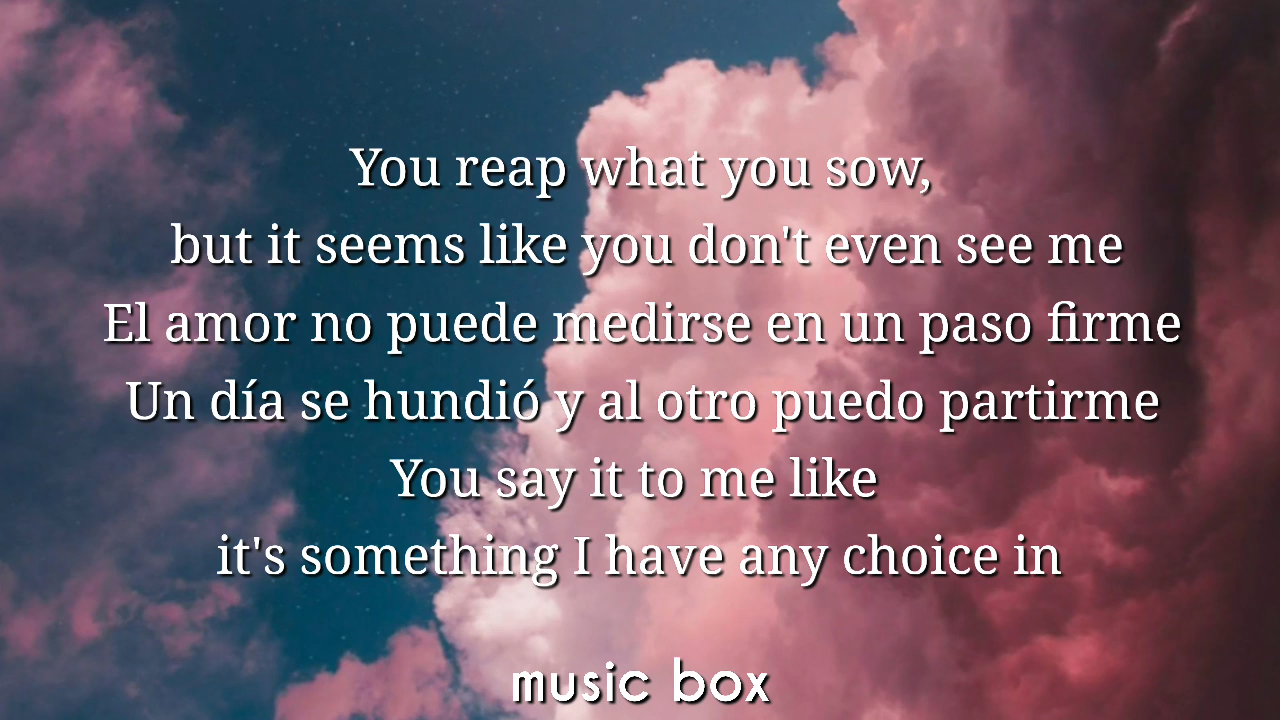 You reap what you sow,
but it seems like you don't even see me
El amor no puede medirse en un paso firme
Un día se hundió y al otro puedo partirme
You say it to me like
it's something I have any choice in
music box